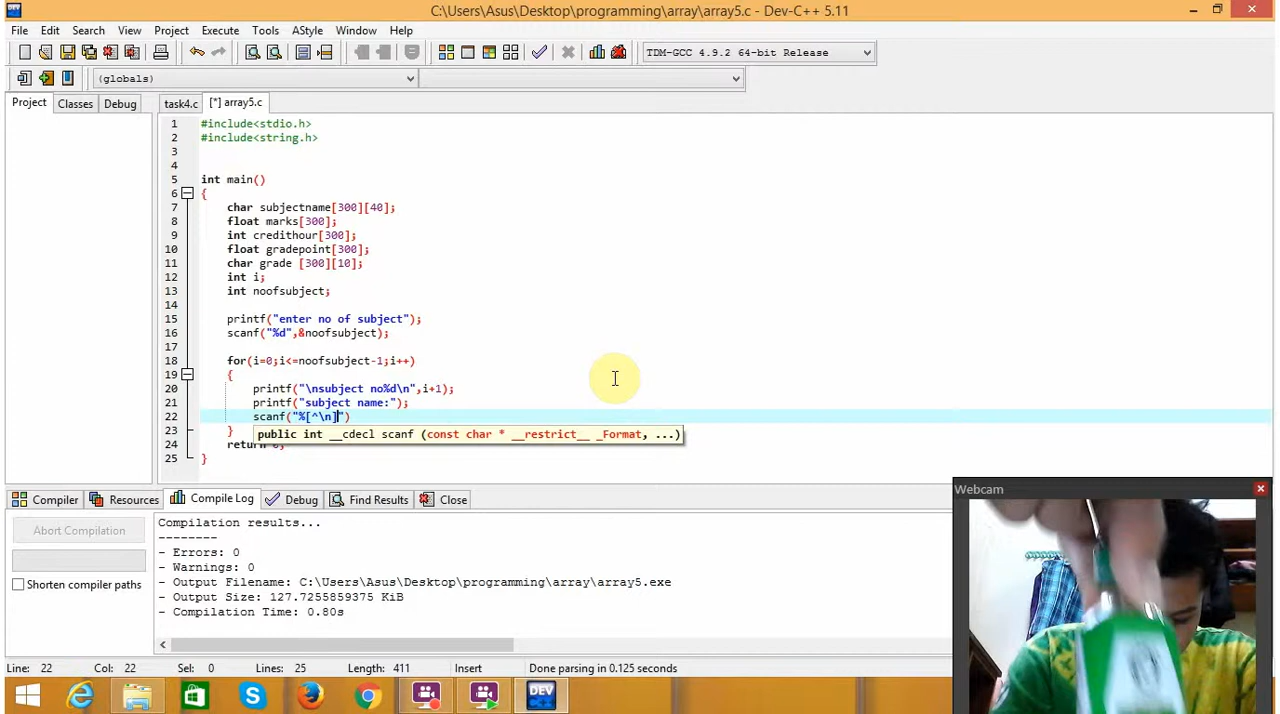 C:\Users\Asus\Desktop\programming\array\array5.c - Dev-C++ 5.11
File Edit Search View Project Execute Tools AStyle Window Help
TDM-GCC 4.9.2 64-bit Release
(globals)
Project Classes Debug task4.c [*] array5.c
1 #include<stdio.h>
2 #include<string.h>
3
4
5 int main()
6 {
7 char subjectname[300][40];
8 float marks[300];
9 int credithour[300];
10 float gradepoint[300];
11 char grade [300][10];
12 int i;
13 int noofsubject;
14
15 printf("enter no of subject");
16 scanf("%d",&noofsubject);
17
18 for(i=0;i<=noofsubject-1;i++)
19 {
20 printf("\nsubject no%d\n",i+1);
21 printf("subject name:");
22 scanf("%[^\n]")
23 }
public int __cdecl scanf (const char * __restrict__ _Format, ...)
24 return 0;
25 }
Compiler Resources Compile Log Debug Find Results Close
Abort Compilation
Shorten compiler paths
Compilation results...
--------
- Errors: 0
- Warnings: 0
- Output Filename: C:\Users\Asus\Desktop\programming\array\array5.exe
- Output Size: 127.7255859375 KiB
- Compilation Time: 0.80s
Webcam
Line: 22 Col: 22 Sel: 0 Lines: 25 Length: 411 Insert Done parsing in 0.125 seconds
DEV